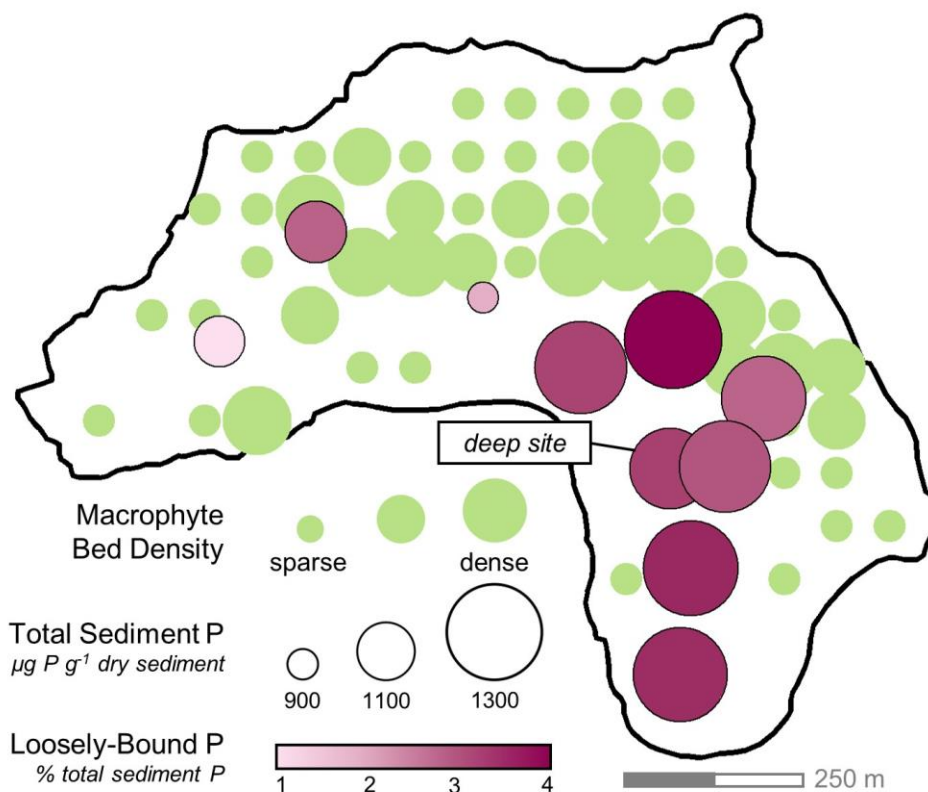 deep site
Macrophyte
Bed Density
sparse
dense
Total Sediment P
µg P g⁻¹ dry sediment
900
1100
1300
Loosely-Bound P
% total sediment P
1
2
3
4
250 m